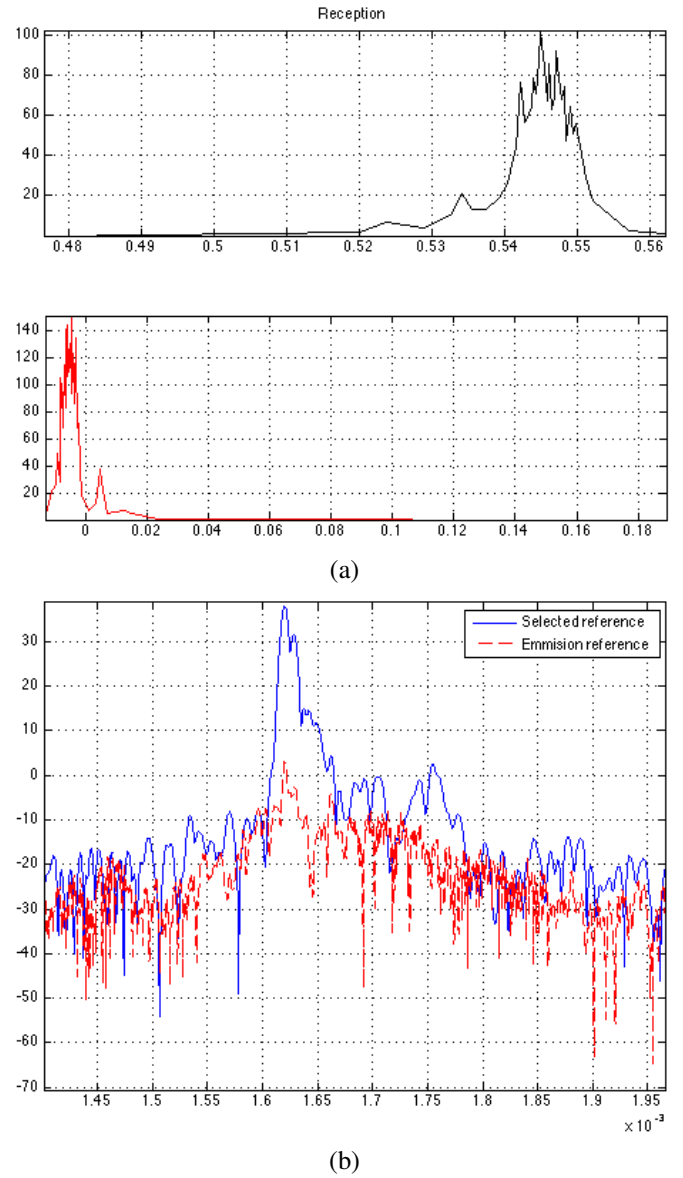 Reception
100
80
60
40
20
0.48 0.49 0.5 0.51 0.52 0.53 0.54 0.55 0.56
140
120
100
80
60
40
20
0 0.02 0.04 0.06 0.08 0.1 0.12 0.14 0.16 0.18
(a)
Selected reference
Emmision reference
30
20
10
0
-10
-20
-30
-40
-50
-60
-70
1.45 1.5 1.55 1.6 1.65 1.7 1.75 1.8 1.85 1.9 1.95
x 10⁻³
(b)